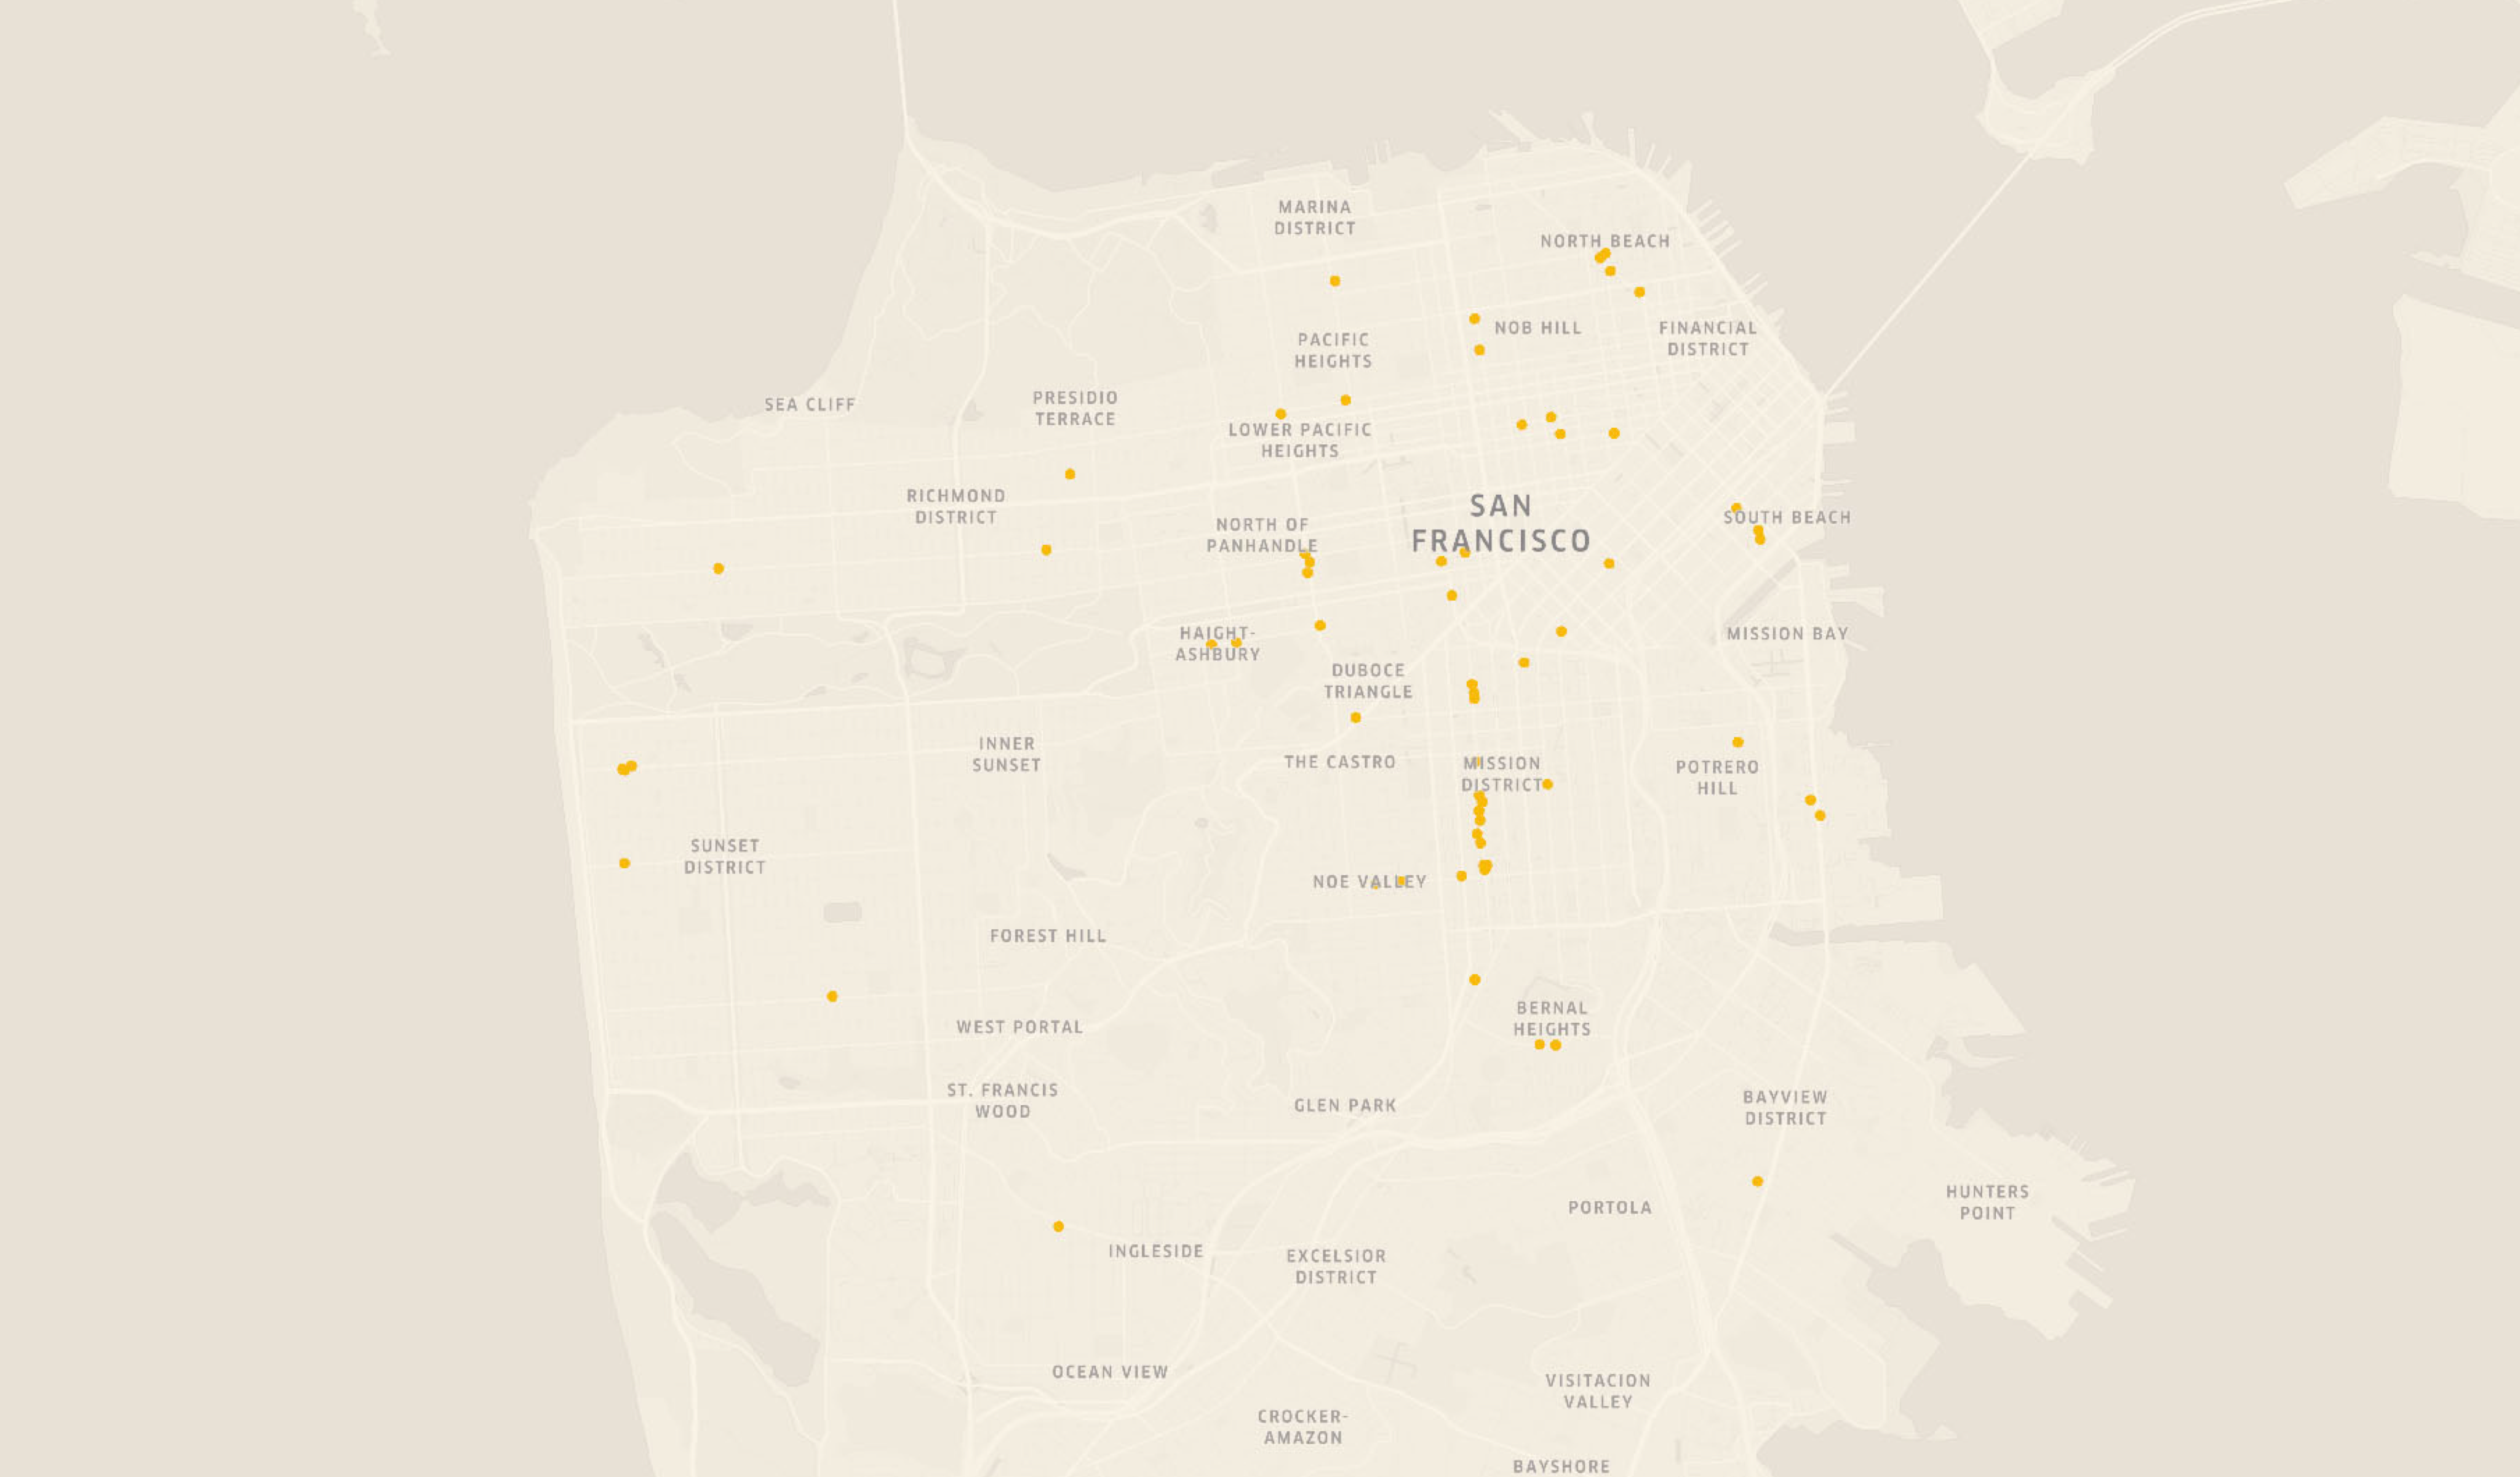 MARINA
DISTRICT
NORTH BEACH
NOB HILL
FINANCIAL
DISTRICT
PACIFIC
HEIGHTS
SEA CLIFF
PRESIDIO
TERRACE
LOWER PACIFIC
HEIGHTS
RICHMOND
DISTRICT
SAN
FRANCISCO
NORTH OF
PANHANDLE
SOUTH BEACH
HAIGHT-
ASHBURY
MISSION BAY
DUBOCE
TRIANGLE
INNER
SUNSET
THE CASTRO
MISSION
DISTRICT
POTRERO
HILL
SUNSET
DISTRICT
NOE VALLEY
FOREST HILL
BERNAL
HEIGHTS
WEST PORTAL
ST. FRANCIS
WOOD
GLEN PARK
BAYVIEW
DISTRICT
HUNTERS
POINT
PORTOLA
INGLESIDE
EXCELSIOR
DISTRICT
OCEAN VIEW
VISITACION
VALLEY
CROCKER-
AMAZON
BAYSHORE